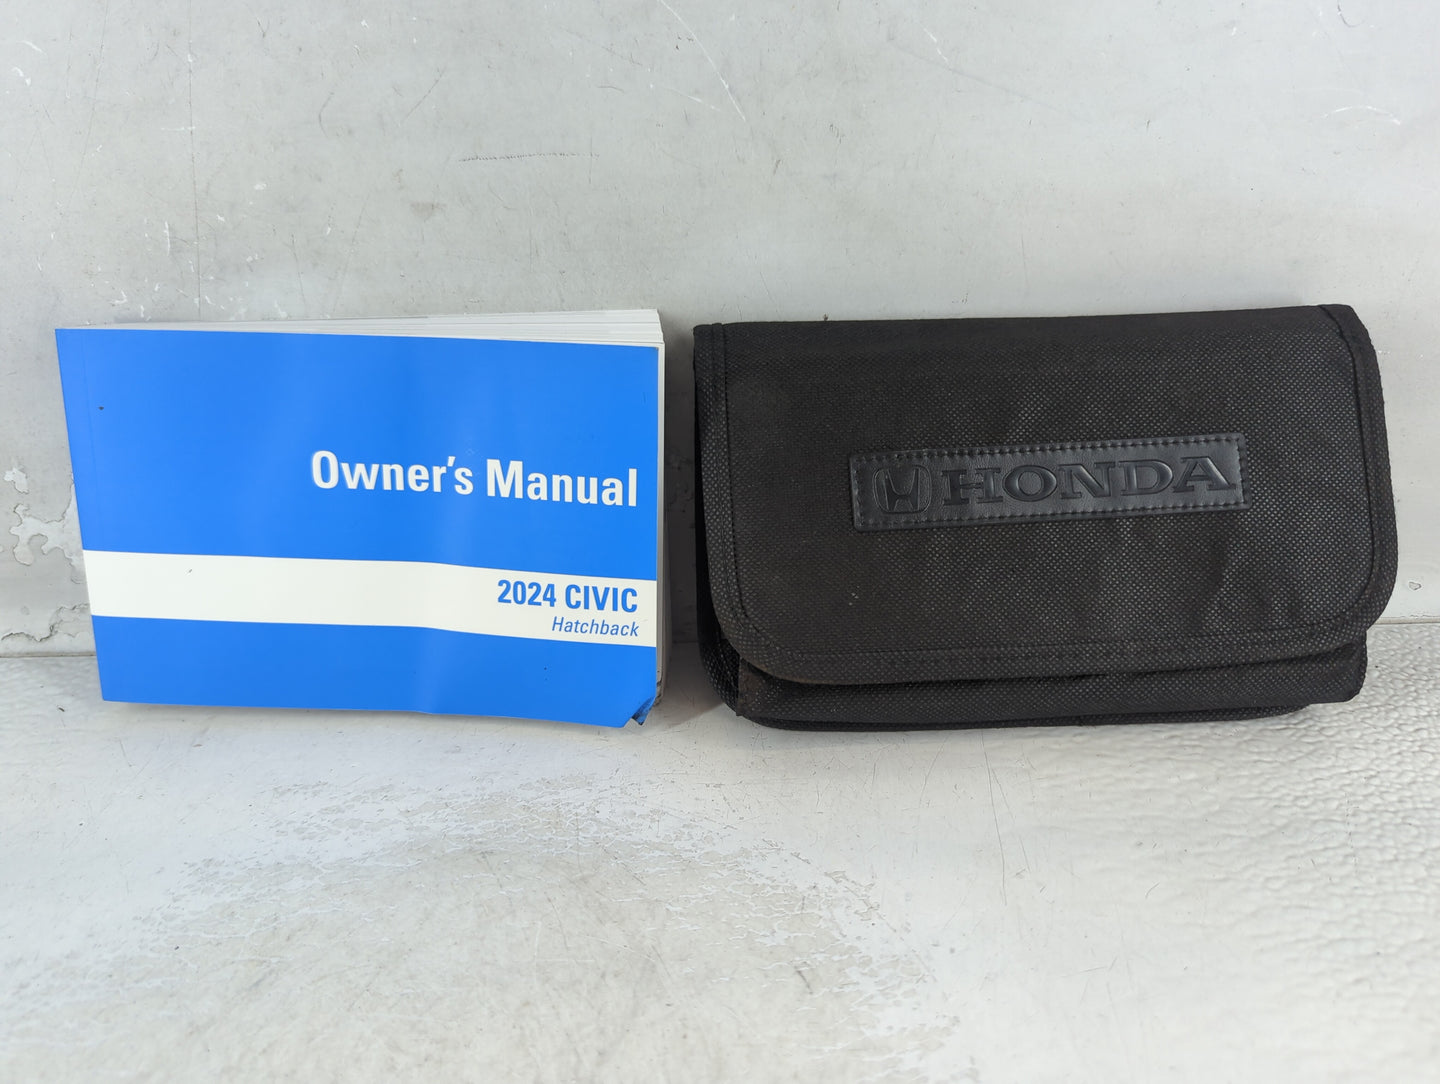 Owner's Manual
2024 CIVIC
Hatchback
HONDA